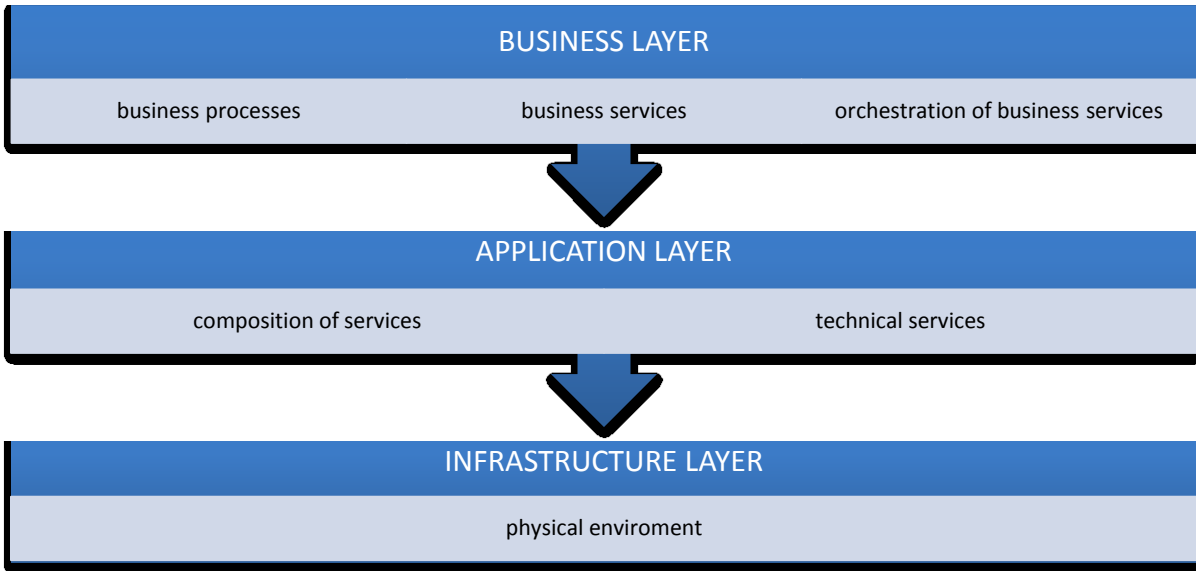 BUSINESS LAYER
business processes business services orchestration of business services
APPLICATION LAYER
composition of services technical services
INFRASTRUCTURE LAYER
physical enviroment